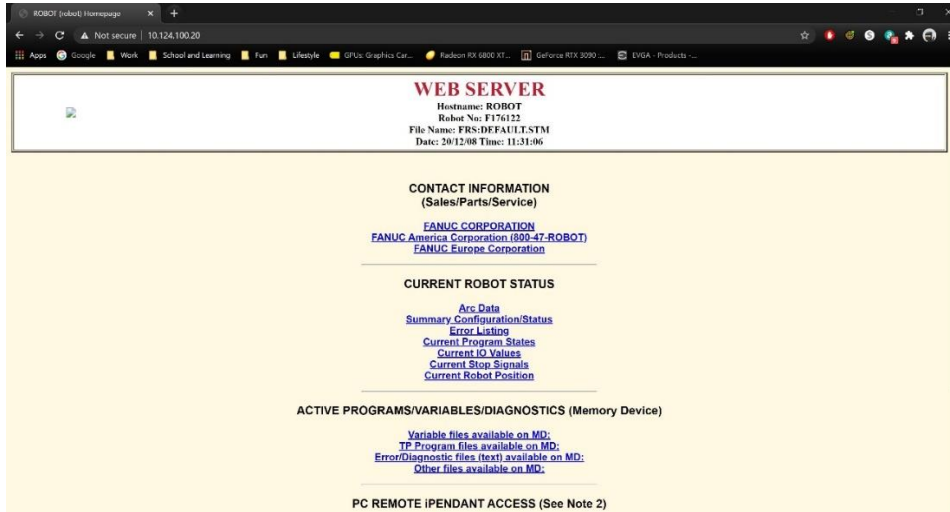 ROBOT (robot) Homepage
Not secure | 10.124.100.20
Apps Google Work School and Learning Fun Lifestyle GPUs: Graphics Car... Radeon RX 6800 XT... GeForce RTX 3090 ... EVGA - Products -...
WEB SERVER
Hostname: ROBOT
Robot No: F176122
File Name: FRS:DEFAULT.STM
Date: 20/12/08 Time: 11:31:06
CONTACT INFORMATION
(Sales/Parts/Service)
FANUC CORPORATION
FANUC America Corporation (800-47-ROBOT)
FANUC Europe Corporation
CURRENT ROBOT STATUS
Arc Data
Summary Configuration/Status
Error Listing
Current Program States
Current IO Values
Current Stop Signals
Current Robot Position
ACTIVE PROGRAMS/VARIABLES/DIAGNOSTICS (Memory Device)
Variable files available on MD:
TP Program files available on MD:
Error/Diagnostic files (text) available on MD:
Other files available on MD:
PC REMOTE iPENDANT ACCESS (See Note 2)